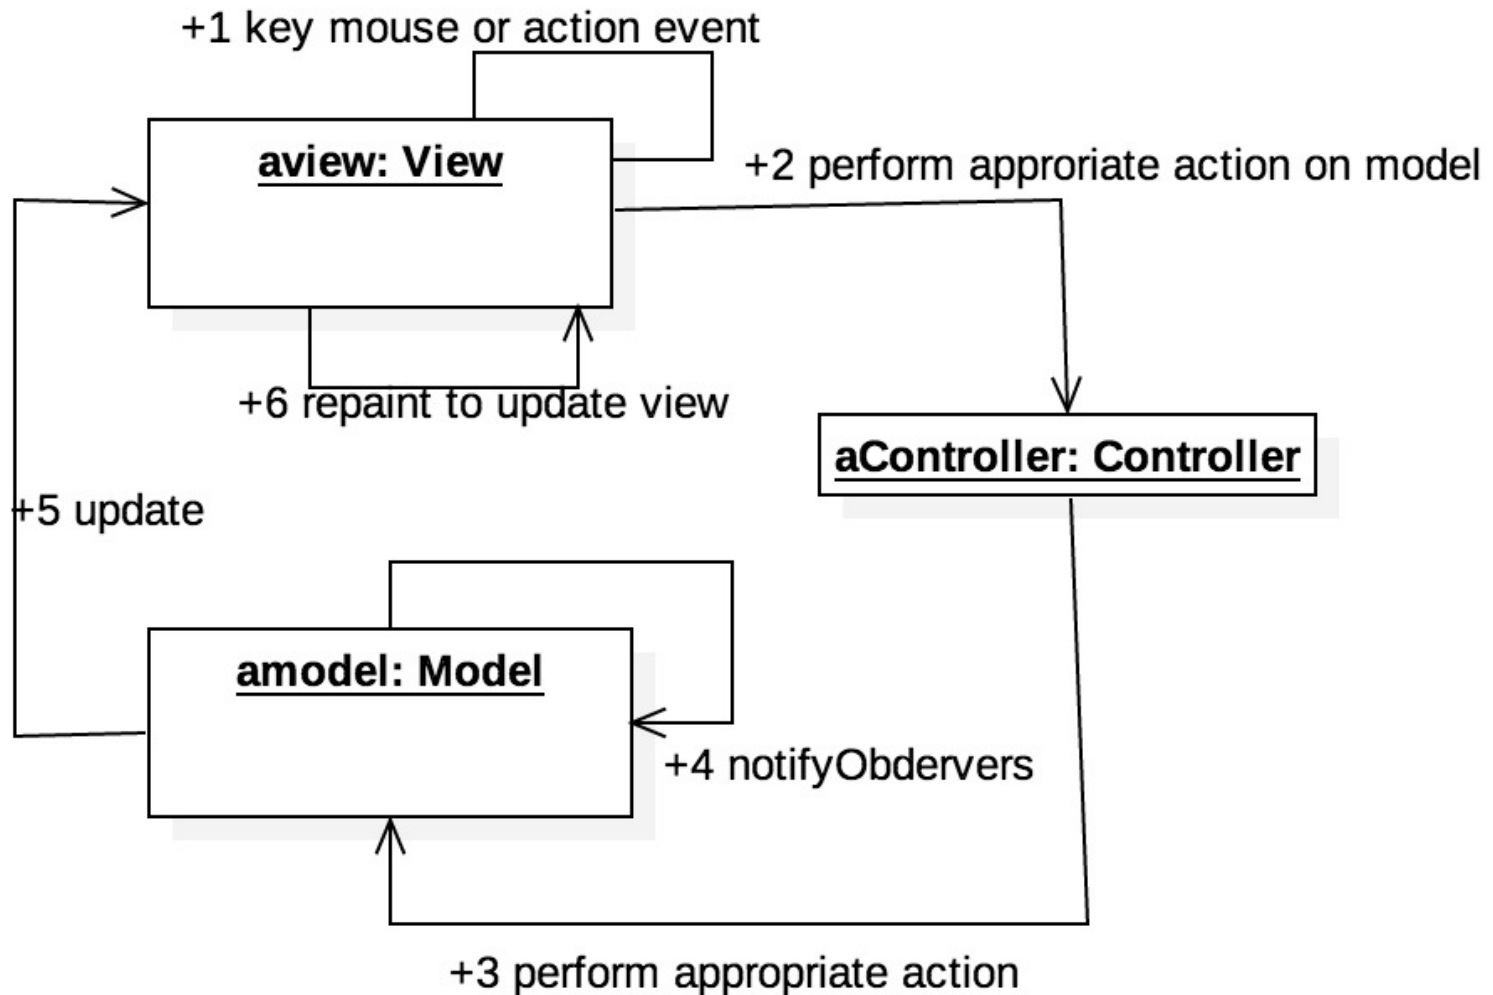 +1 key mouse or action event
aview: View
+2 perform approriate action on model
+6 repaint to update view
aController: Controller
+5 update
amodel: Model
+4 notifyObdervers
+3 perform appropriate action